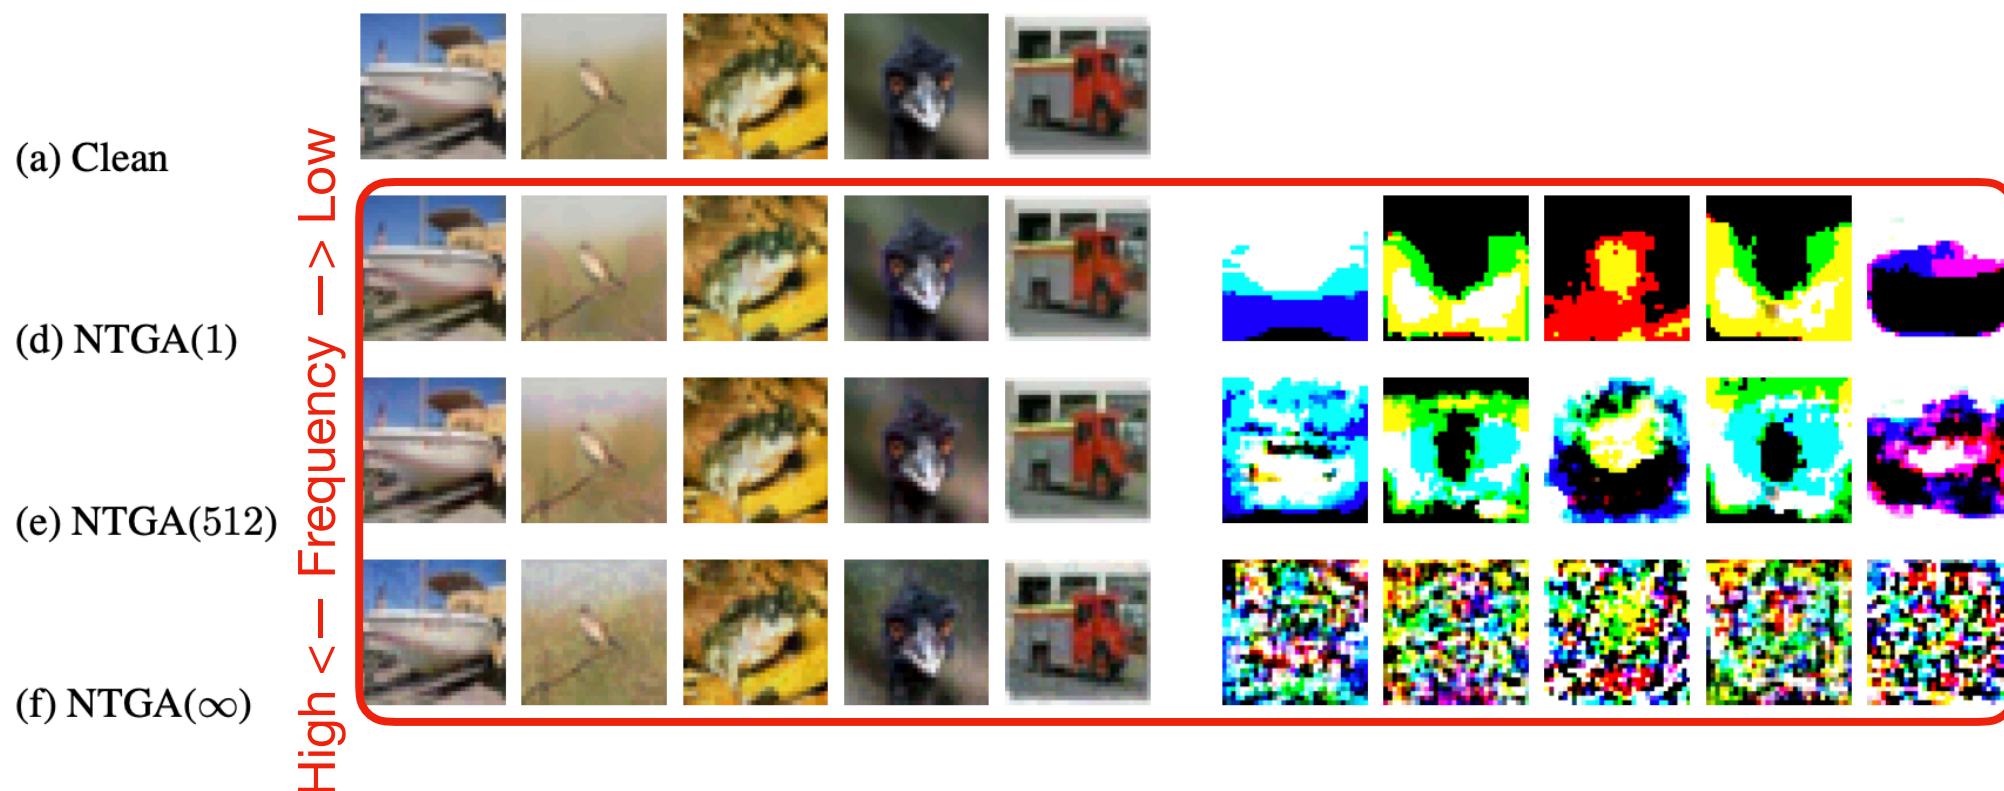 (a) Clean
(d) NTGA(1)
(e) NTGA(512)
(f) NTGA(∞)
High <— Frequency —> Low